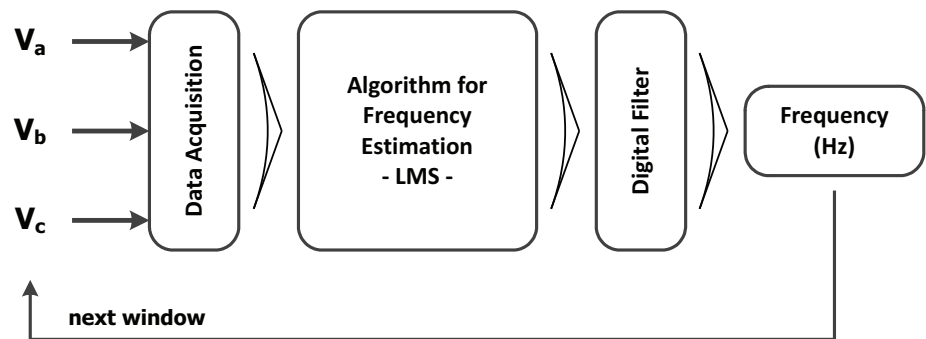 Va
Vb
Vc
Data Acquisition
Algorithm for
Frequency
Estimation
- LMS -
Digital Filter
Frequency
(Hz)
next window